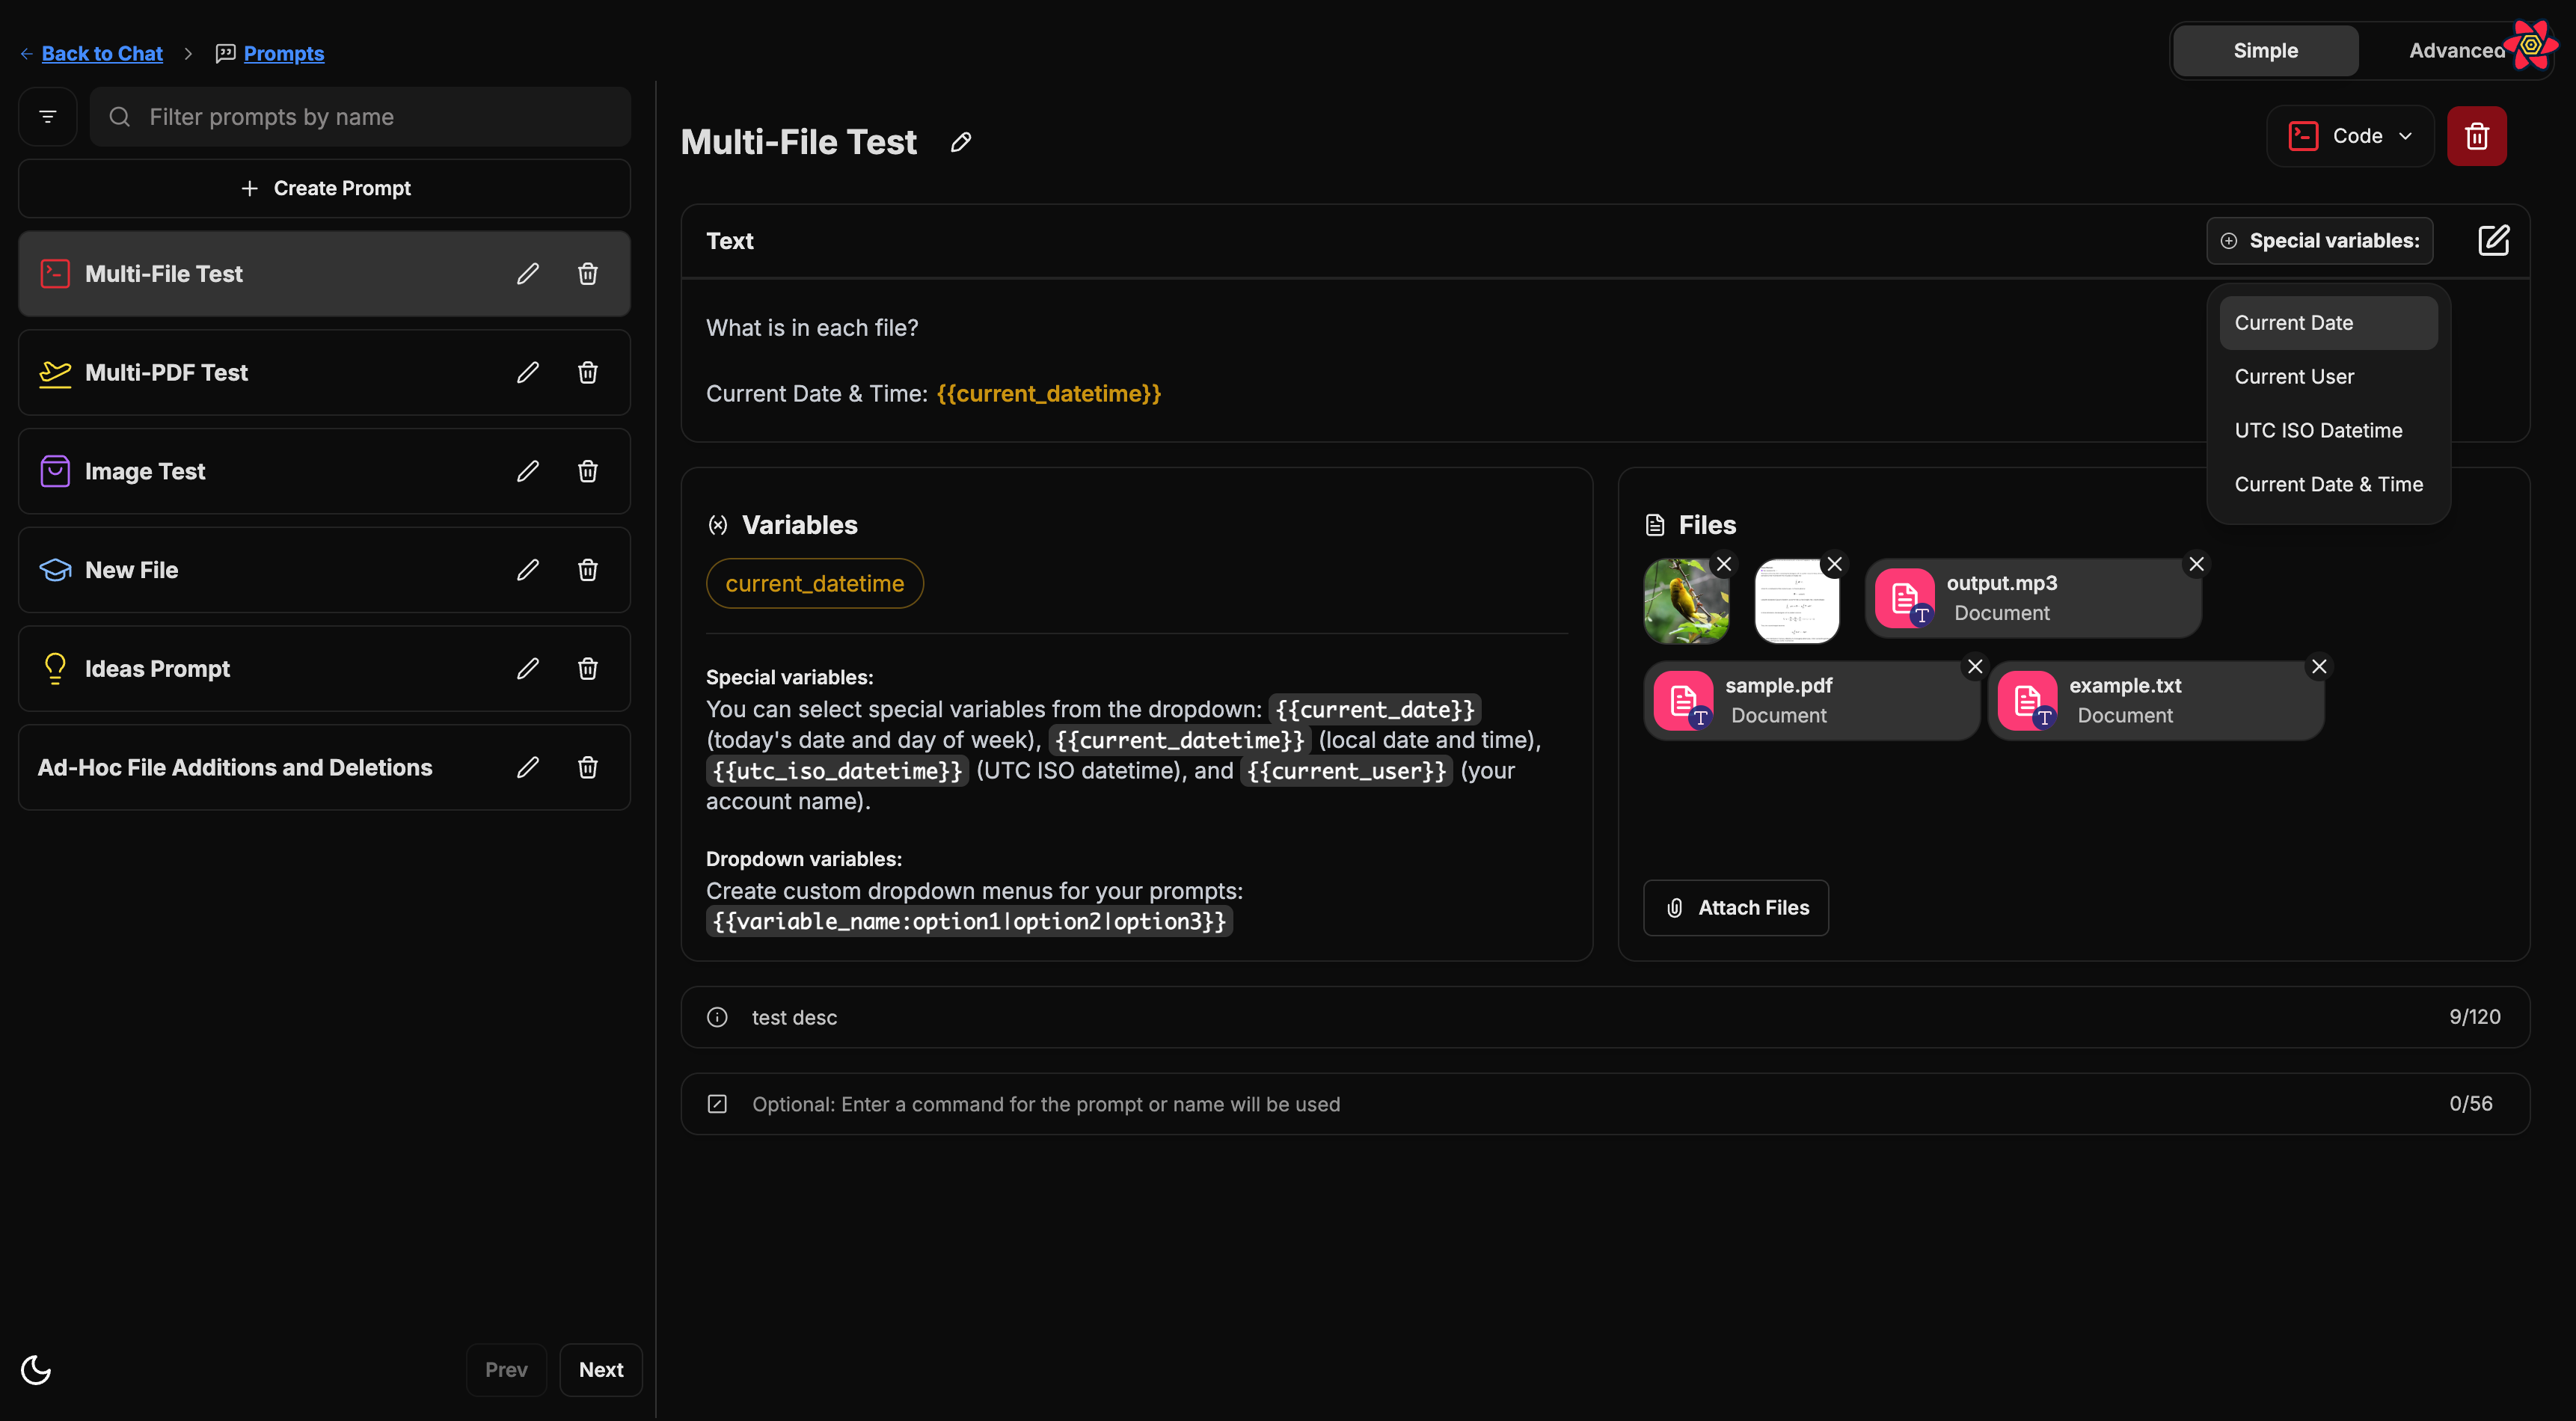 Back to Chat
Prompts
Simple
Advanced
Filter prompts by name
Create Prompt
Multi-File Test
Multi-PDF Test
Image Test
New File
Ideas Prompt
Ad-Hoc File Additions and Deletions
Prev
Next
Multi-File Test
Code
Text
Special variables:
Current Date
Current User
UTC ISO Datetime
Current Date & Time
What is in each file?
Current Date & Time: {{current_datetime}}
Variables
current_datetime
Special variables:
You can select special variables from the dropdown: {{current_date}}
(today's date and day of week), {{current_datetime}} (local date and time),
{{utc_iso_datetime}} (UTC ISO datetime), and {{current_user}} (your
account name).
Dropdown variables:
Create custom dropdown menus for your prompts:
{{variable_name:option1|option2|option3}}
Files
output.mp3
Document
T
sample.pdf
Document
T
example.txt
Document
T
Attach Files
test desc
9/120
Optional: Enter a command for the prompt or name will be used
0/56